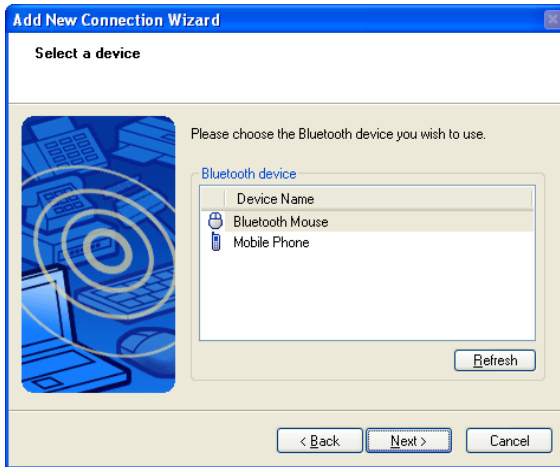 Add New Connection Wizard
Select a device
Please choose the Bluetooth device you wish to use.
Bluetooth device
Device Name
Bluetooth Mouse
Mobile Phone
Refresh
< Back Next > Cancel